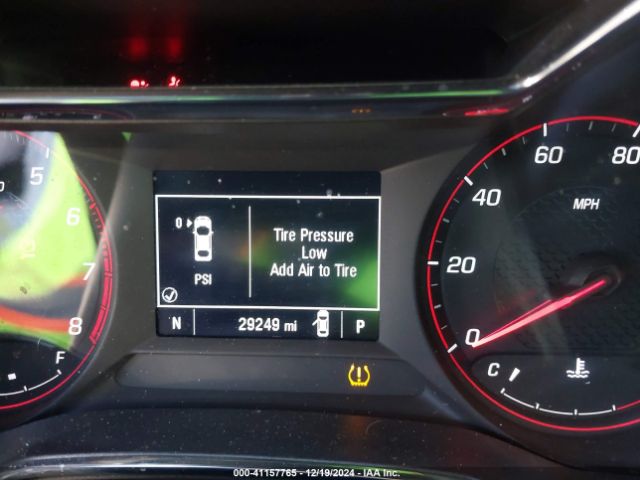 5
6
7
8
F
0
PSI
Tire Pressure
Low
Add Air to Tire
N 29249 mi P
0
20
40
60
80
MPH
C
000-41157765 - 12/19/2024 - IAA Inc.